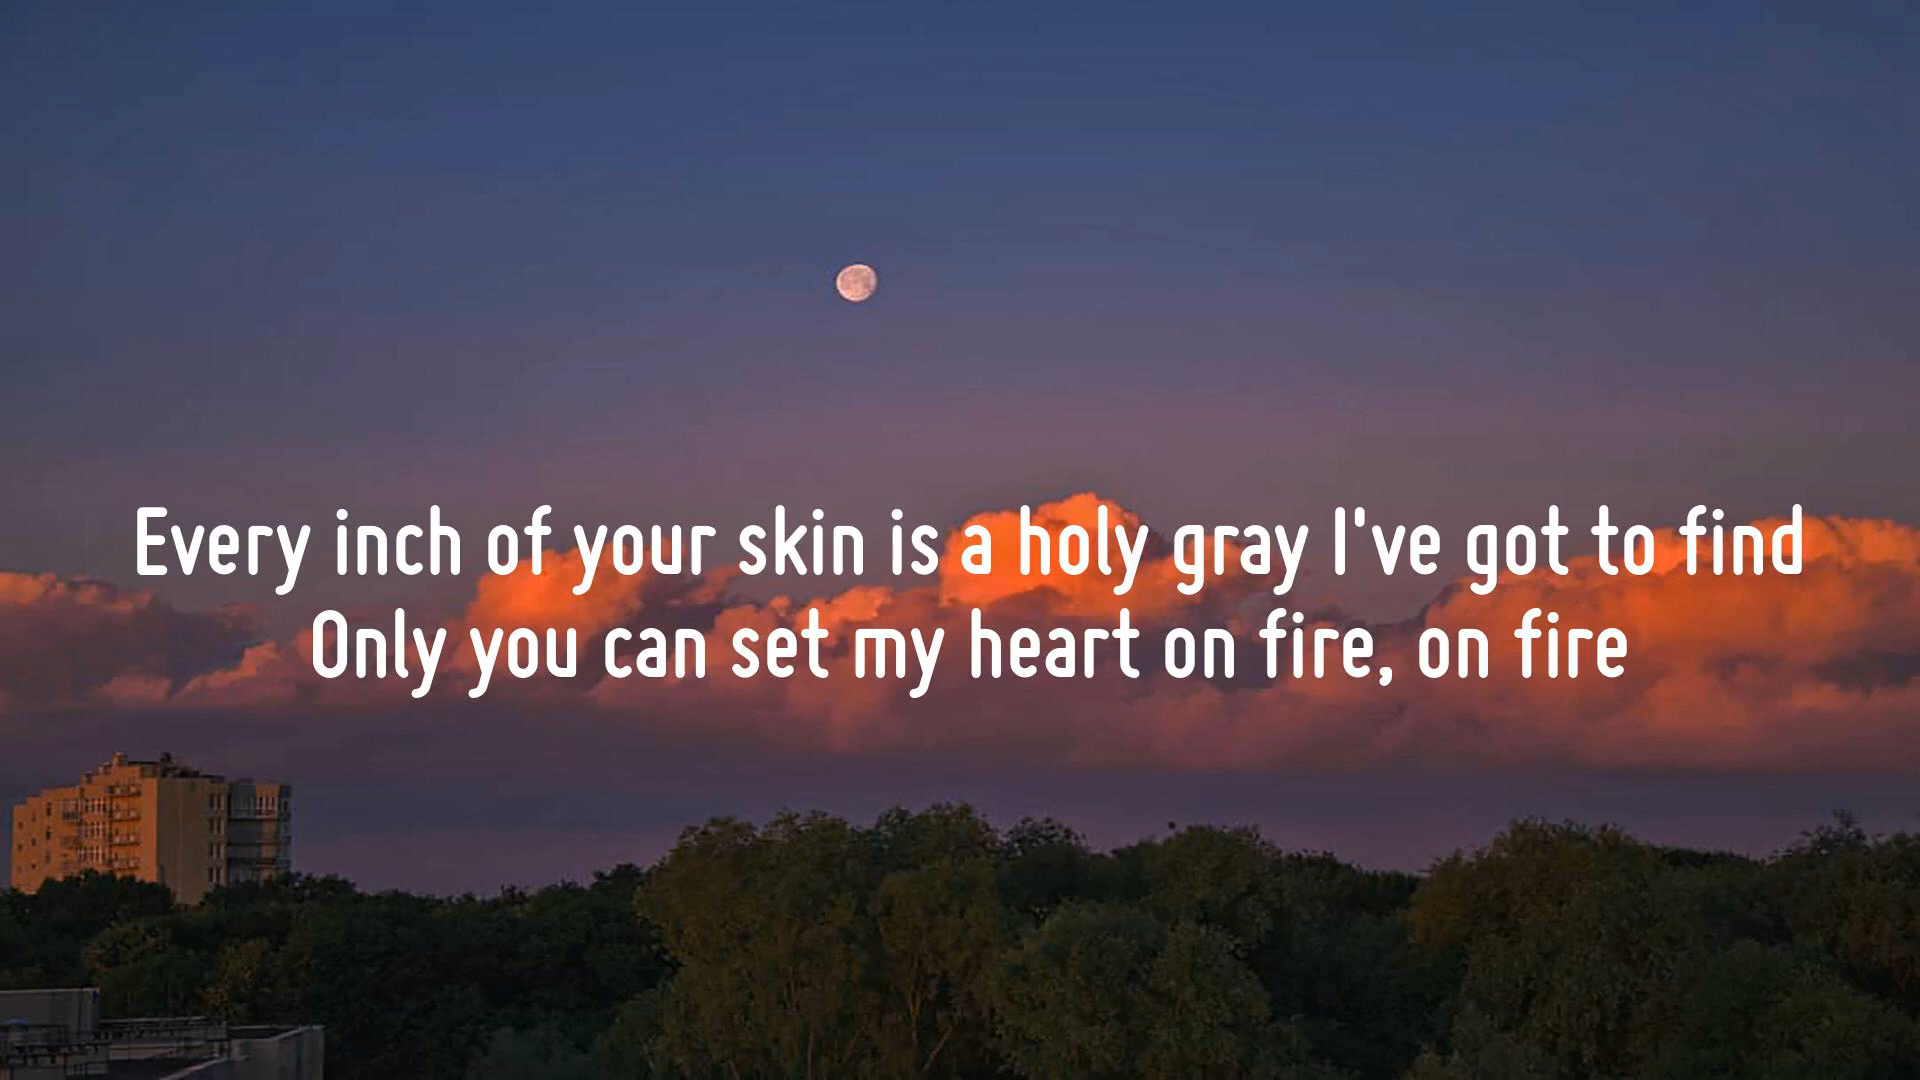 Every inch of your skin is a holy gray I've got to find
Only you can set my heart on fire, on fire